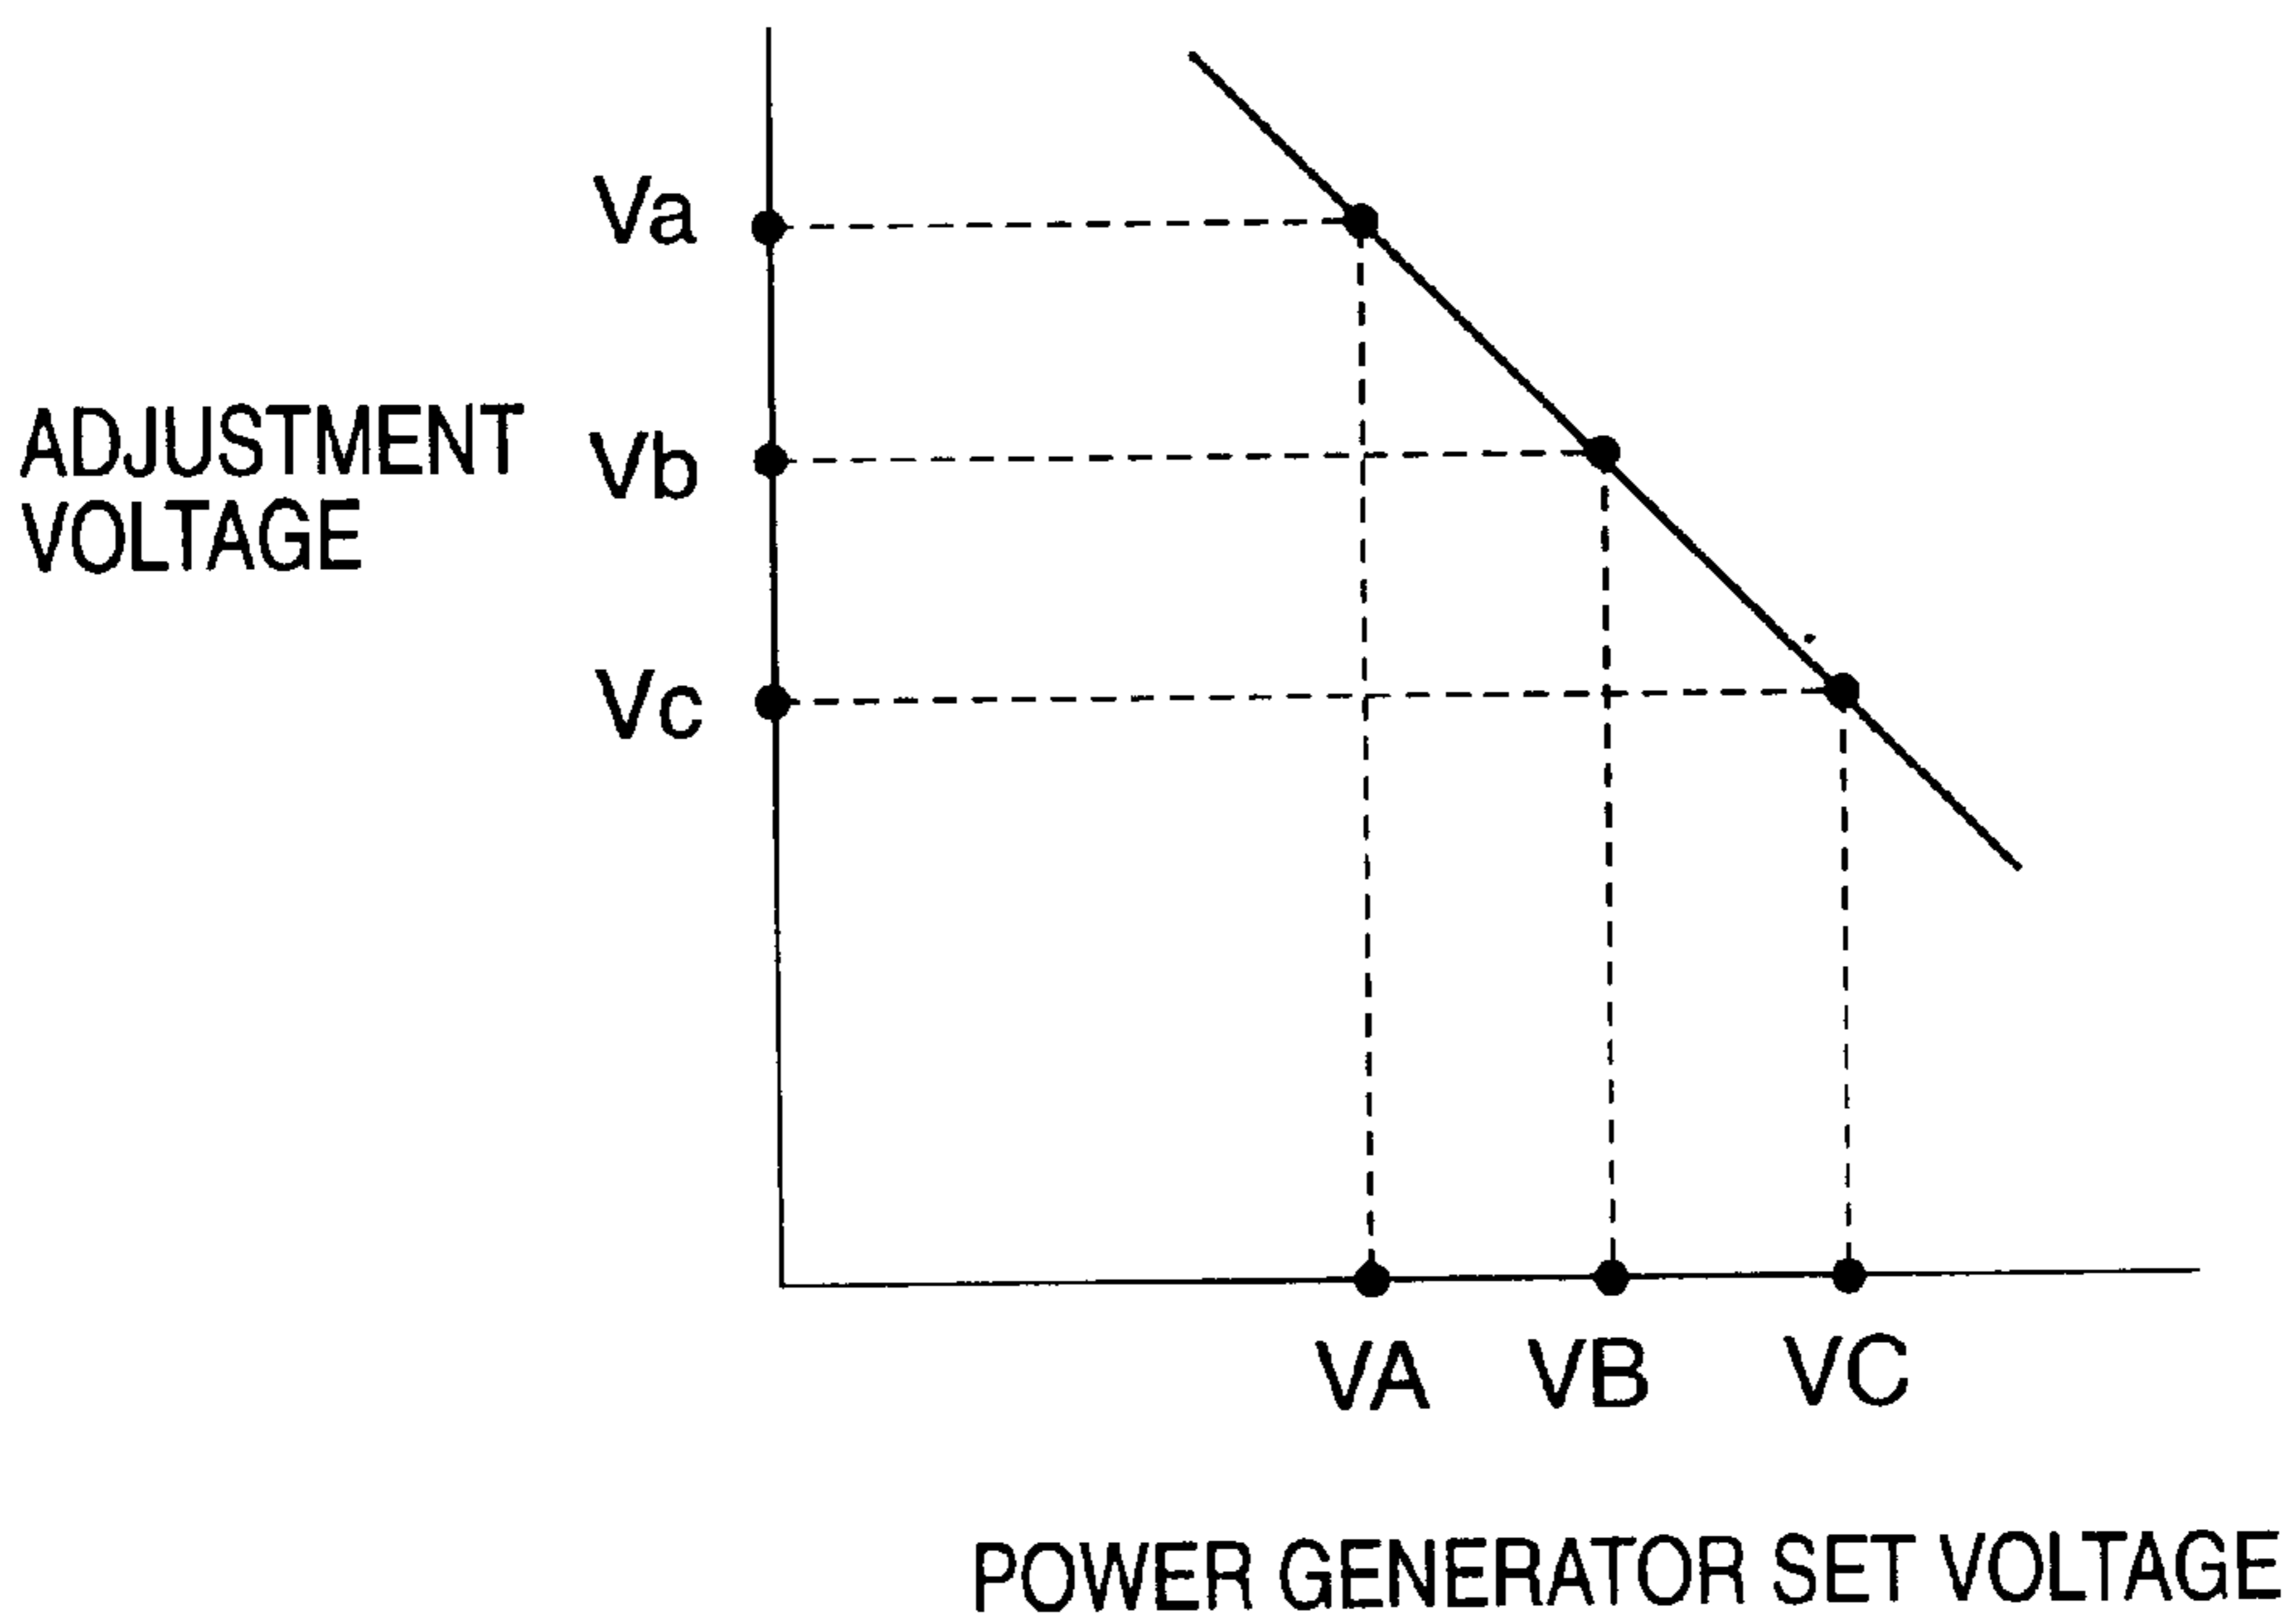 Va
ADJUSTMENT
VOLTAGE
Vb
Vc
VA VB VC
POWER GENERATOR SET VOLTAGE